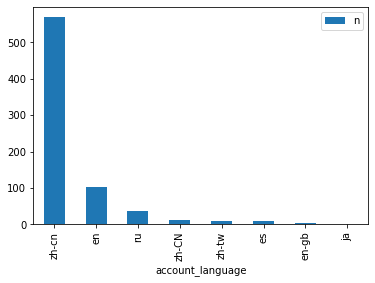 n
500
400
300
200
100
0
zh-cn
en
ru
zh-CN
zh-tw
es
en-gb
ja
account_language